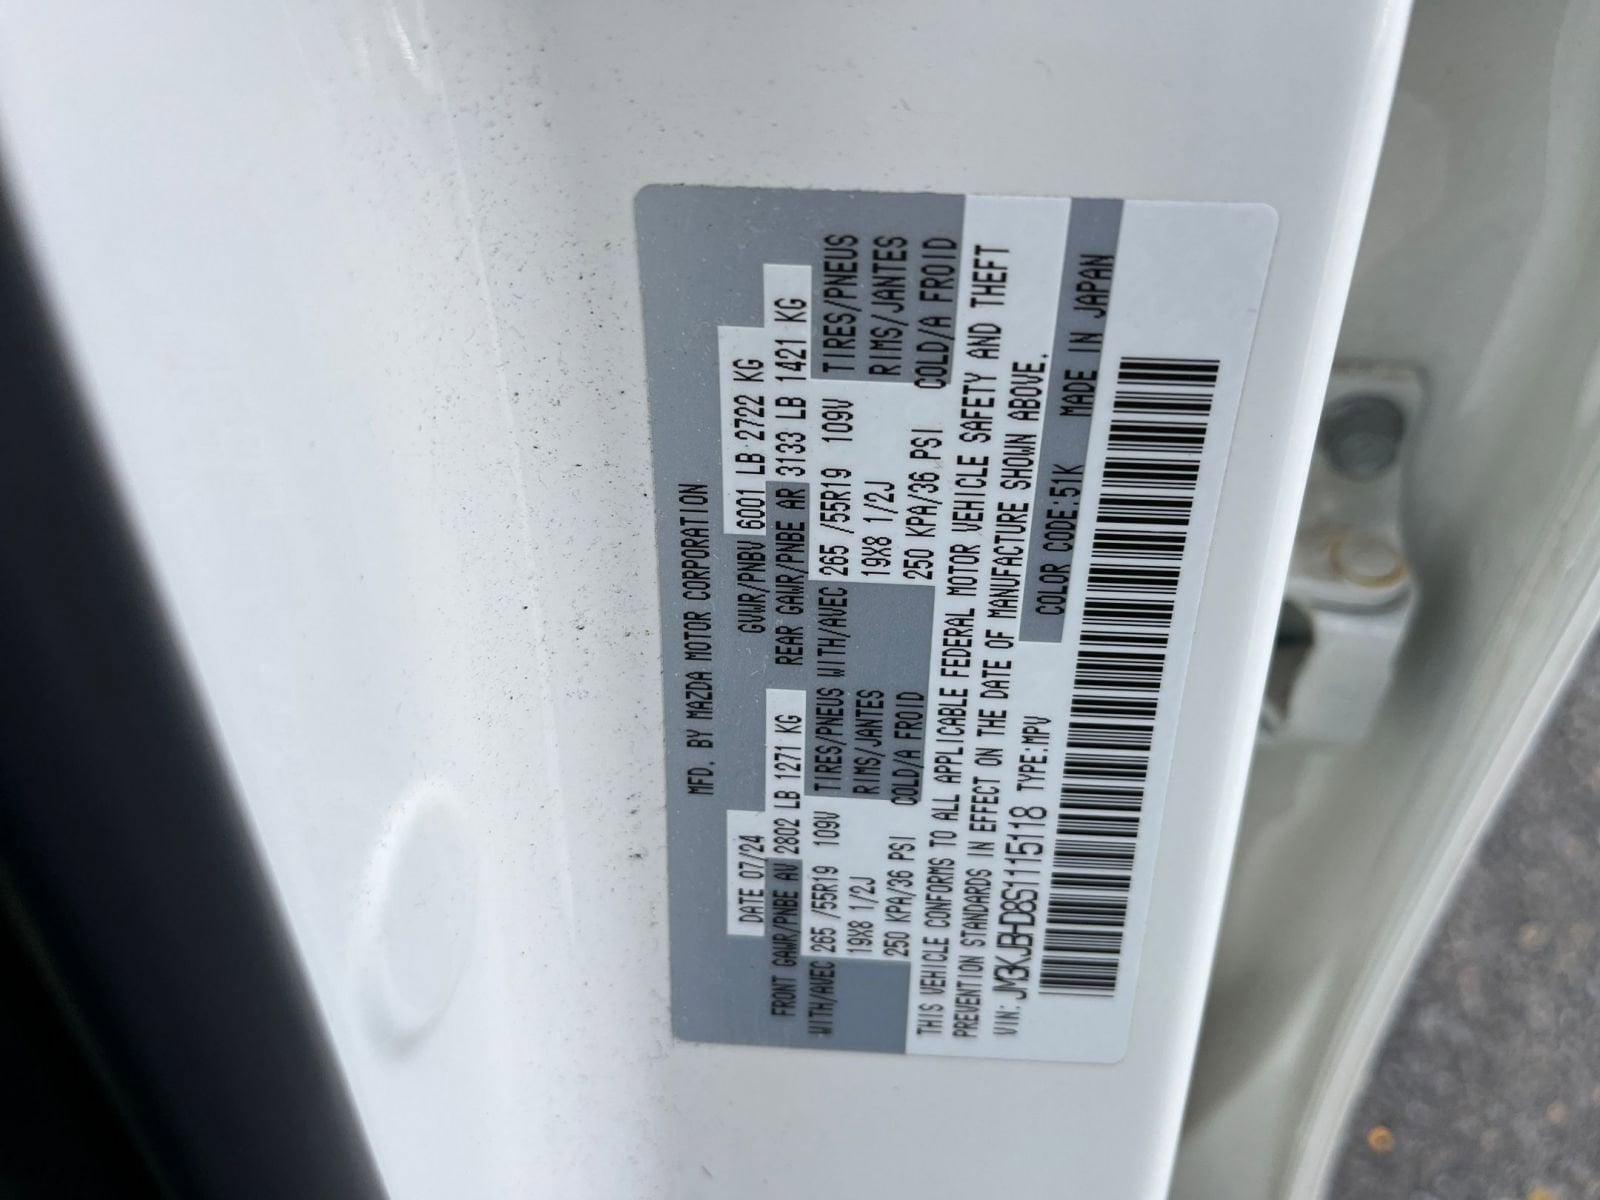 MFD. BY MAZDA MOTOR CORPORATION
DATE 07/24 GVWR/PNBV 6001 LB 2722 KG
FRONT GAWR/PNBE AV 2802 LB 1271 KG REAR GAWR/PNBE AR 3133 LB 1421 KG
WITH/AVEC 265 /55R19 109V TIRES/PNEUS WITH/AVEC 265 /55R19 109V TIRES/PNEUS
19X8 1/2J RIMS/JANTES 19X8 1/2J RIMS/JANTES
250 KPA/36 PSI COLD/A FROID 250 KPA/36 PSI COLD/A FROID
THIS VEHICLE CONFORMS TO ALL APPLICABLE FEDERAL MOTOR VEHICLE SAFETY AND THEFT
PREVENTION STANDARDS IN EFFECT ON THE DATE OF MANUFACTURE SHOWN ABOVE.
VIN: JM3KJBHD8S1115118 TYPE:MPV COLOR CODE:51K MADE IN JAPAN